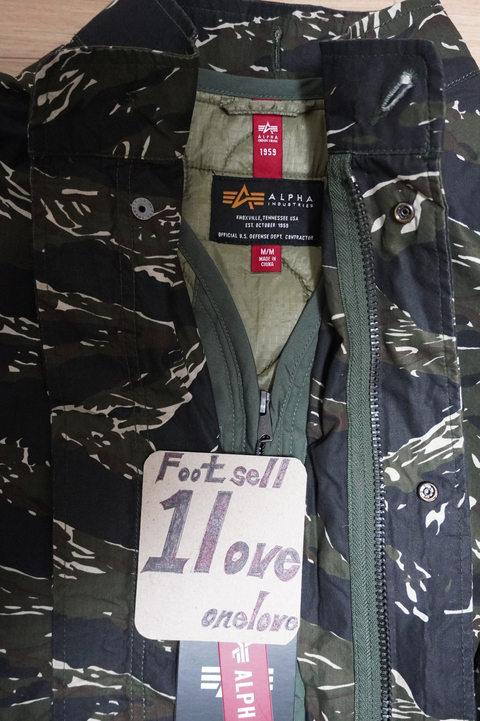 ALPHA
INDUSTRIES
1959
ALPHA
INDUSTRIES
KNOXVILLE, TENNESSEE USA
EST. OCTOBER 1959
OFFICIAL U.S. DEFENSE DEPT. CONTRACTOR
M/M
MADE IN
CHINA
Foot sell
1love
onelove
ALPH